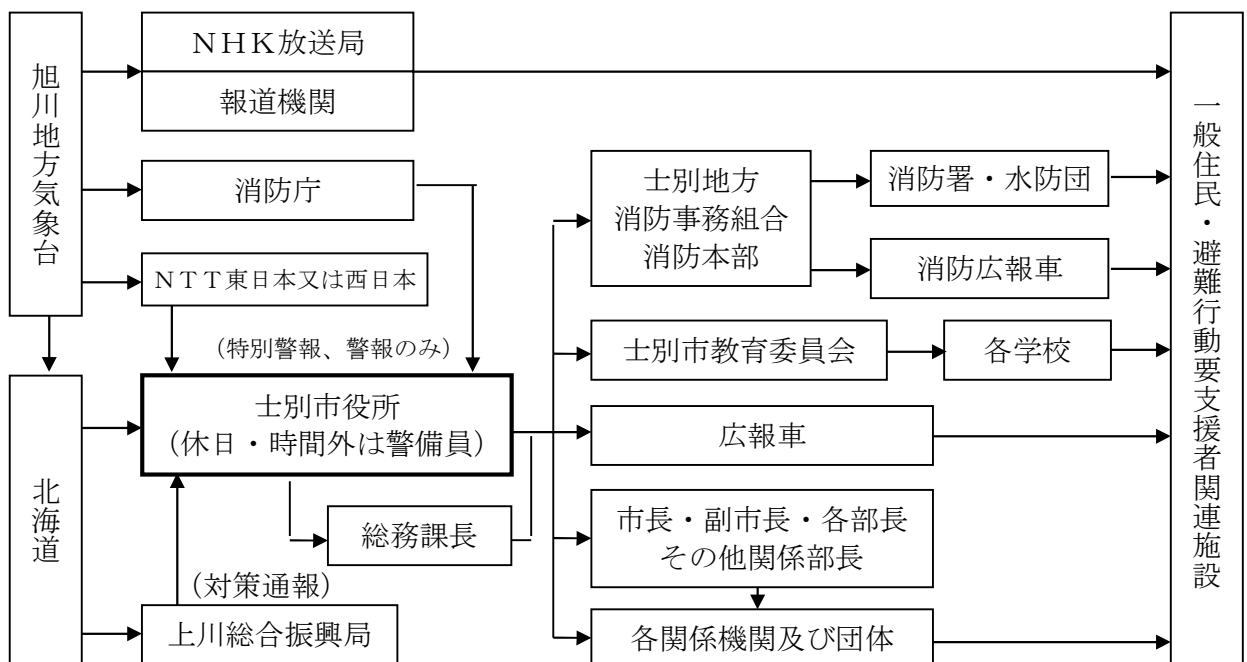 旭川地方気象台
ＮＨＫ放送局
報道機関
消防庁
ＮＴＴ東日本又は西日本
（特別警報、警報のみ）
北海道
士別市役所
（休日・時間外は警備員）
総務課長
（対策通報）
上川総合振興局
士別地方
消防事務組合
消防本部
消防署・水防団
消防広報車
士別市教育委員会
各学校
広報車
市長・副市長・各部長
その他関係部長
各関係機関及び団体
一般住民・避難行動要支援者関連施設